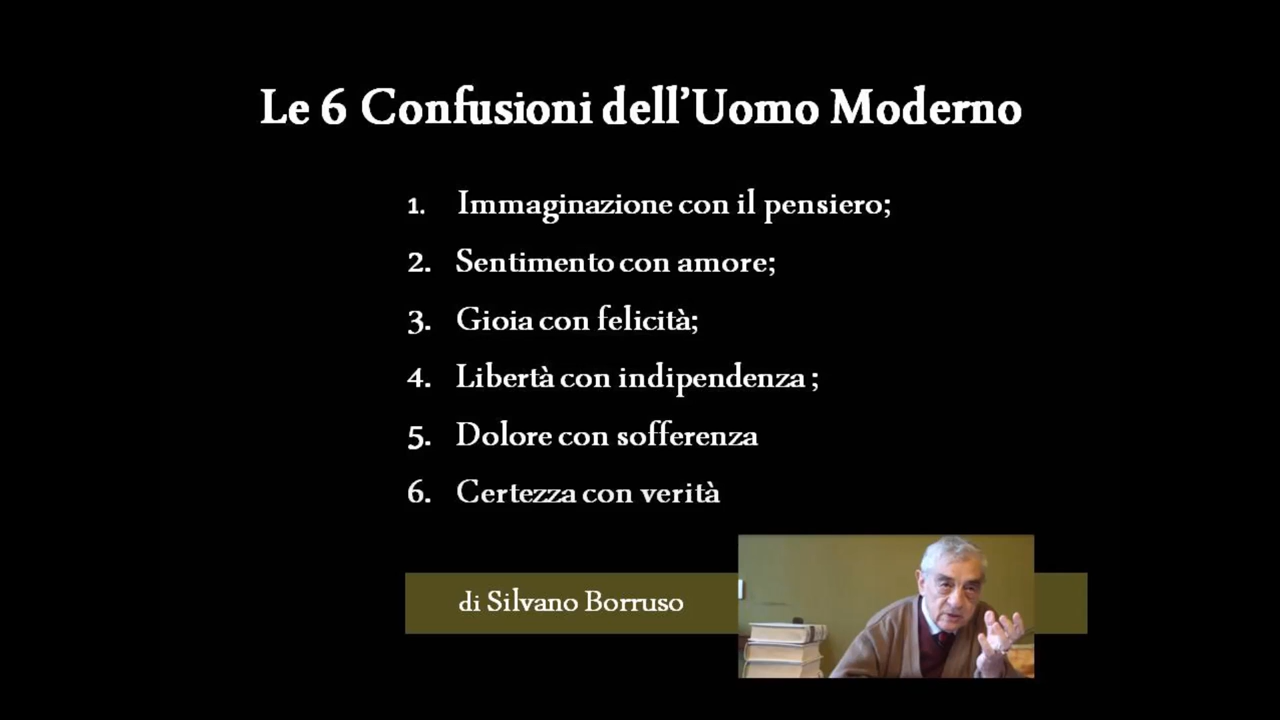 Le 6 Confusioni dell'Uomo Moderno
1. Immaginazione con il pensiero;
2. Sentimento con amore;
3. Gioia con felicità;
4. Libertà con indipendenza ;
5. Dolore con sofferenza
6. Certezza con verità
di Silvano Borruso